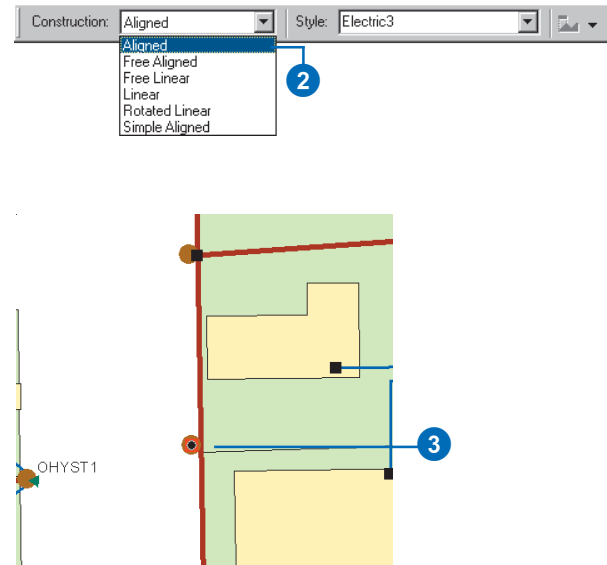 Construction: Aligned Style: Electric3
Aligned
Free Aligned
Free Linear
Linear
Rotated Linear
Simple Aligned
2
3
OHYST1